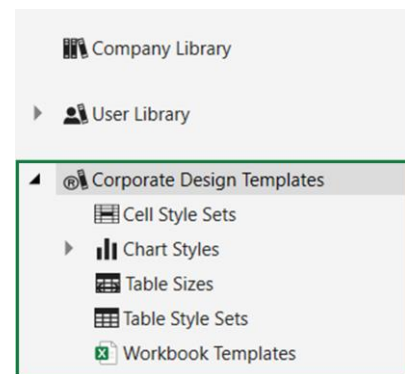 Company Library
User Library
Corporate Design Templates
Cell Style Sets
Chart Styles
Table Sizes
Table Style Sets
Workbook Templates